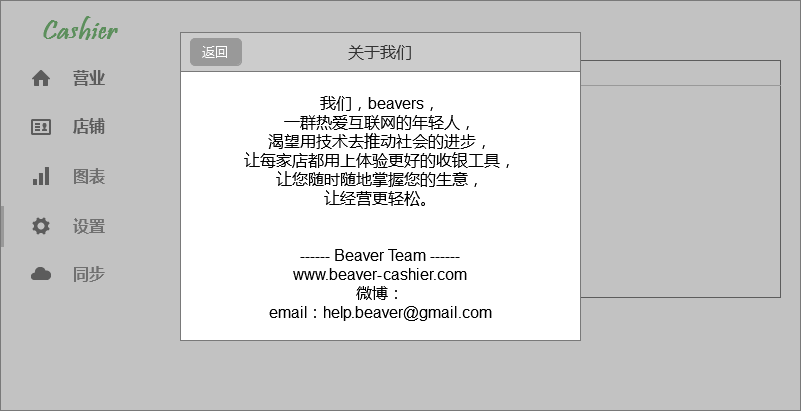 Cashier
营业
店铺
图表
设置
同步
返回
关于我们
我们，beavers，
一群热爱互联网的年轻人，
渴望用技术去推动社会的进步，
让每家店都用上体验更好的收银工具，
让您随时随地掌握您的生意，
让经营更轻松。
------ Beaver Team ------
www.beaver-cashier.com
微博：
email：help.beaver@gmail.com